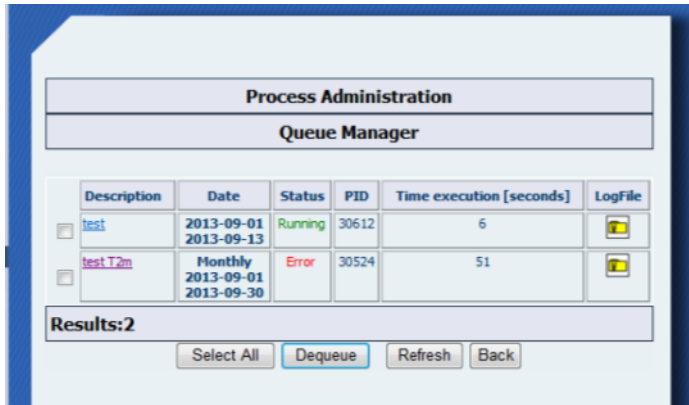 Process Administration
Queue Manager
Description Date Status PID Time execution [seconds] LogFile
test 2013-09-01 Running 30612 6
2013-09-13
test T2m Monthly Error 30524 51
2013-09-01
2013-09-30
Results:2
Select All Dequeue Refresh Back